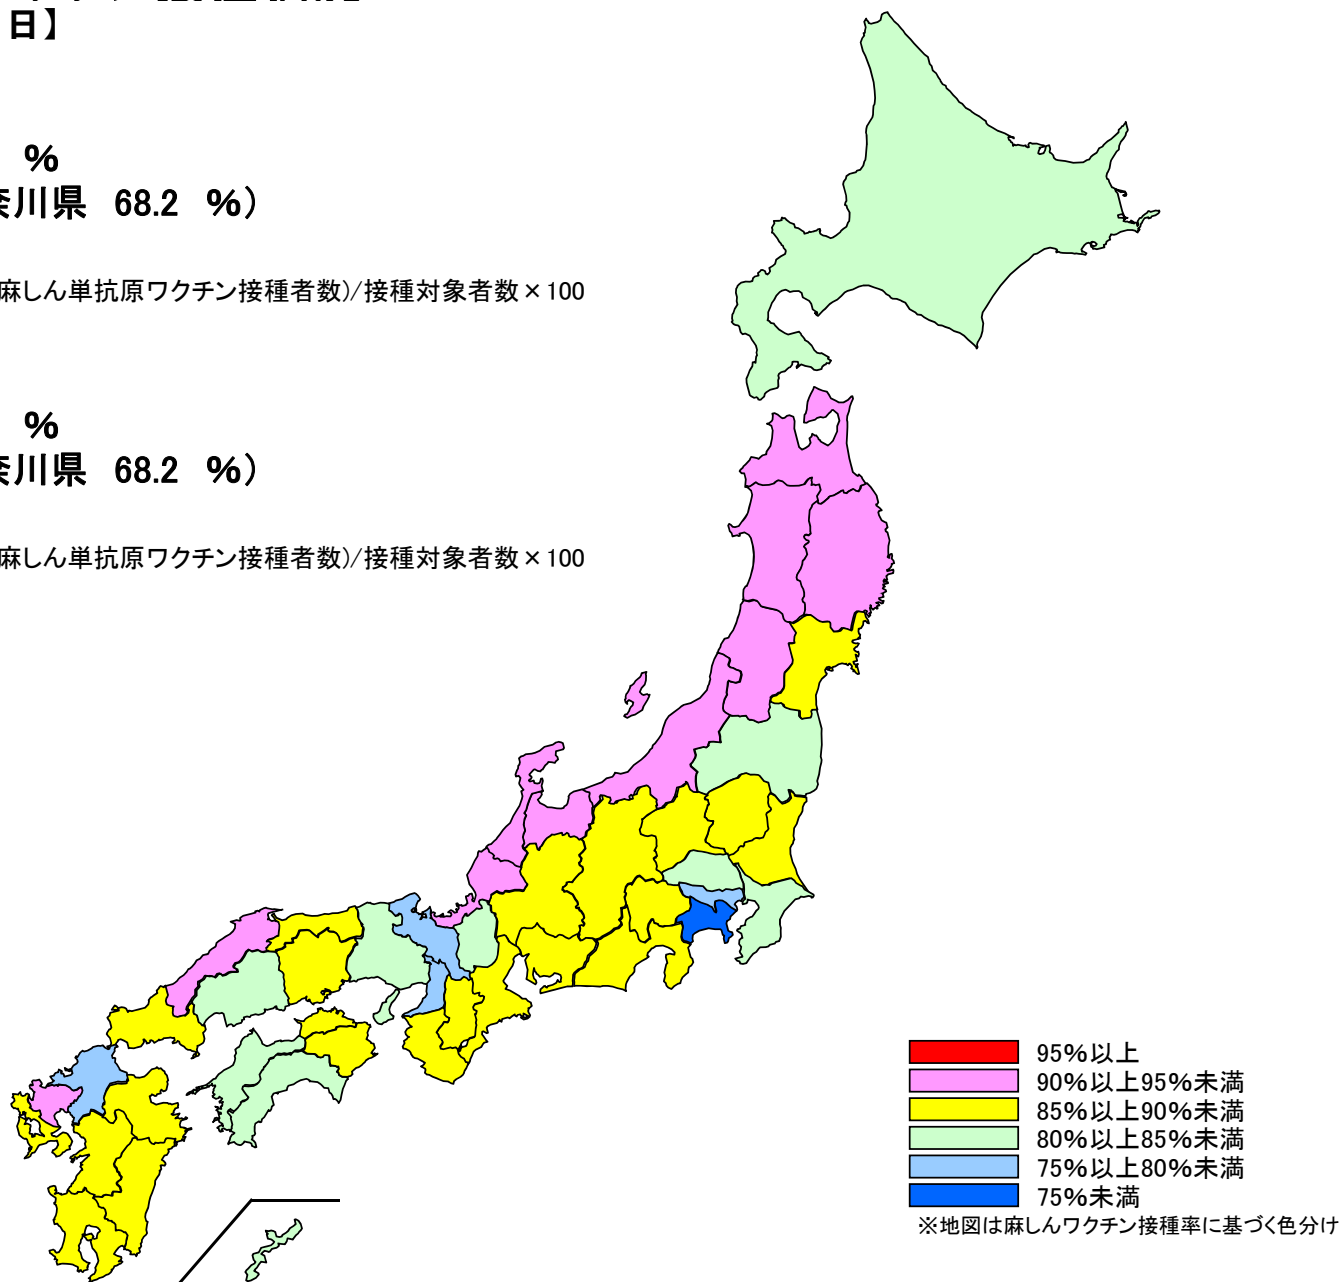 日】
%
奈川県 68.2 %)
麻しん単抗原ワクチン接種者数)/接種対象者数×100
%
奈川県 68.2 %)
麻しん単抗原ワクチン接種者数)/接種対象者数×100
95%以上
90%以上95%未満
85%以上90%未満
80%以上85%未満
75%以上80%未満
75%未満
※地図は麻しんワクチン接種率に基づく色分け